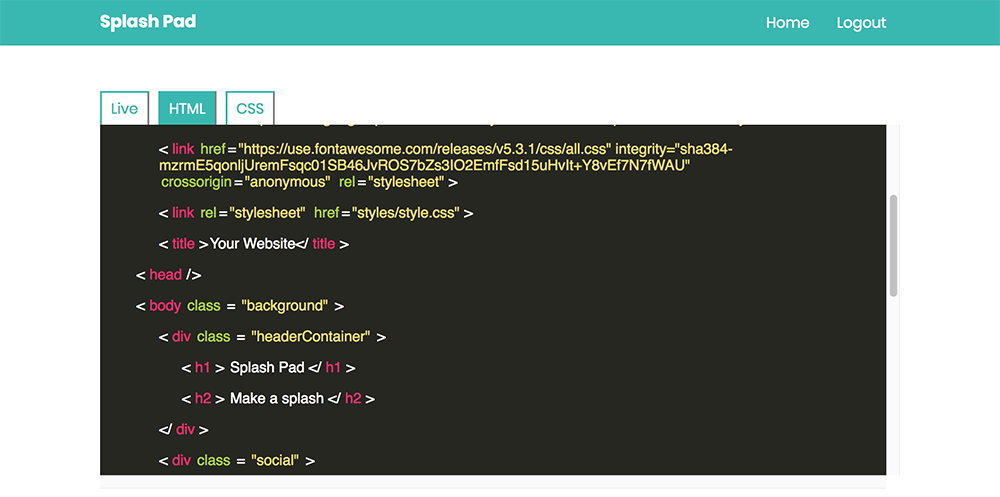 Splash Pad Home Logout
Live HTML CSS
< link href="https://use.fontawesome.com/releases/v5.3.1/css/all.css" integrity="sha384-
mzrmE5qonljUremFsqc01SB46JvROS7bZs3IO2EmfFsd15uHvIt+Y8vEf7N7fWAU"
crossorigin="anonymous" rel="stylesheet" >
< link rel="stylesheet" href="styles/style.css" >
< title >Your Website</ title >
< head />
< body class = "background" >
< div class = "headerContainer" >
< h1 > Splash Pad </ h1 >
< h2 > Make a splash </ h2 >
</ div >
< div class = "social" >